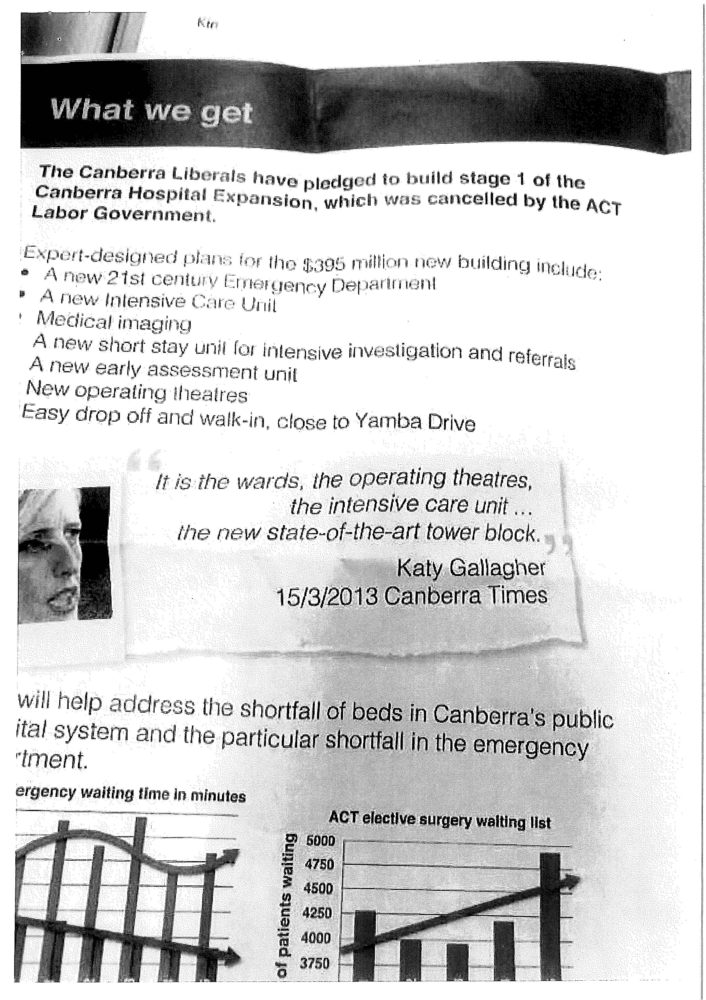 Kin
What we get
The Canberra Liberals have pledged to build stage 1 of the
Canberra Hospital Expansion, which was cancelled by the ACT
Labor Government.
Expert-designed plans for the $395 million new building include:
• A new 21st century Emergency Department
• A new Intensive Care Unit
Medical imaging
A new short stay unit for intensive investigation and referrals
A new early assessment unit
New operating theatres
Easy drop off and walk-in, close to Yamba Drive
“It is the wards, the operating theatres,
the intensive care unit ...
the new state-of-the-art tower block.”
Katy Gallagher
15/3/2013 Canberra Times
will help address the shortfall of beds in Canberra's public
ital system and the particular shortfall in the emergency
rtment.
ergency waiting time in minutes
ACT elective surgery waiting list
of patients waiting
5000
4750
4500
4250
4000
3750